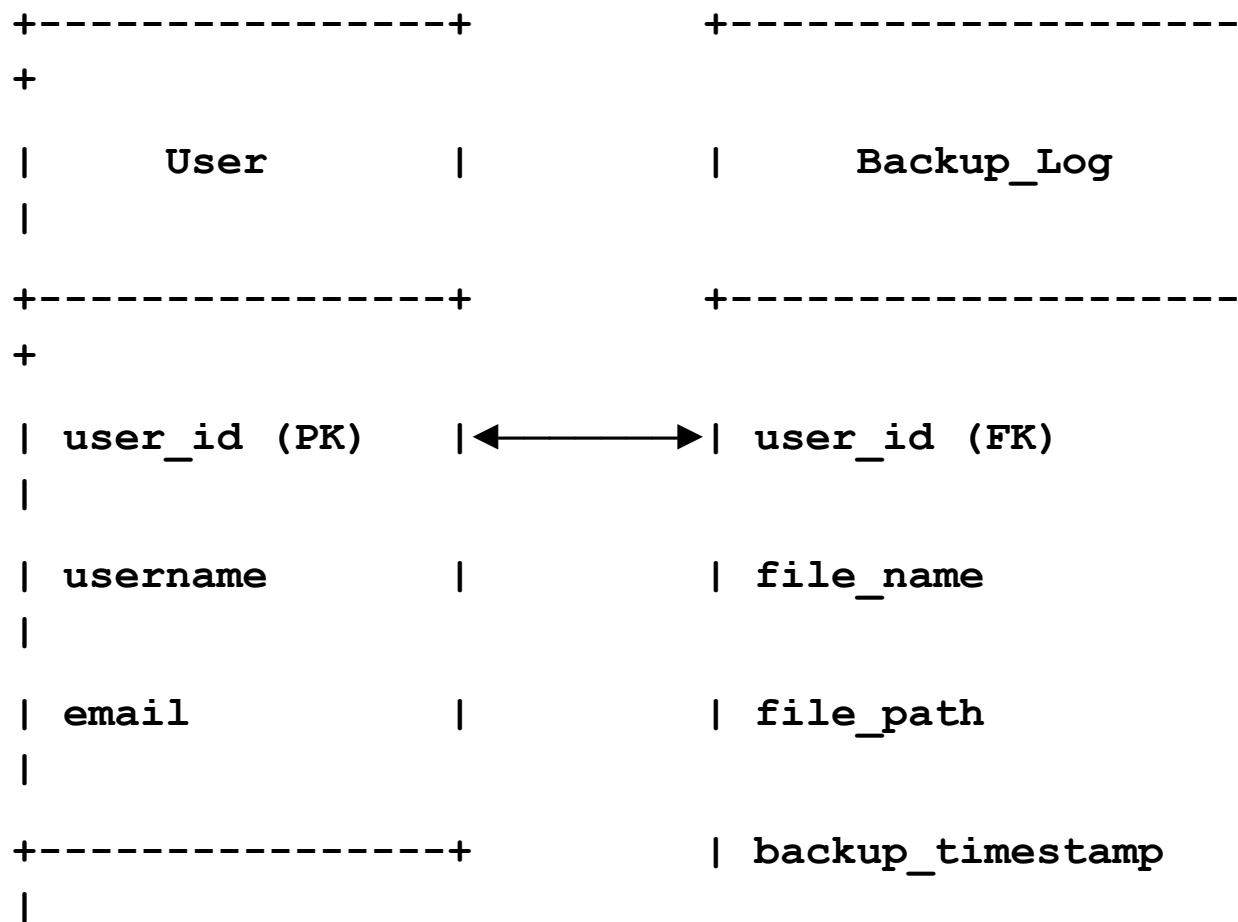 +----------------+         +--------------------
+
|     User       |         |     Backup_Log
|
+----------------+         +--------------------
+
| user_id (PK)   |◄───────►| user_id (FK)
|
| username       |         | file_name
|
| email          |         | file_path
|
+----------------+         | backup_timestamp
|